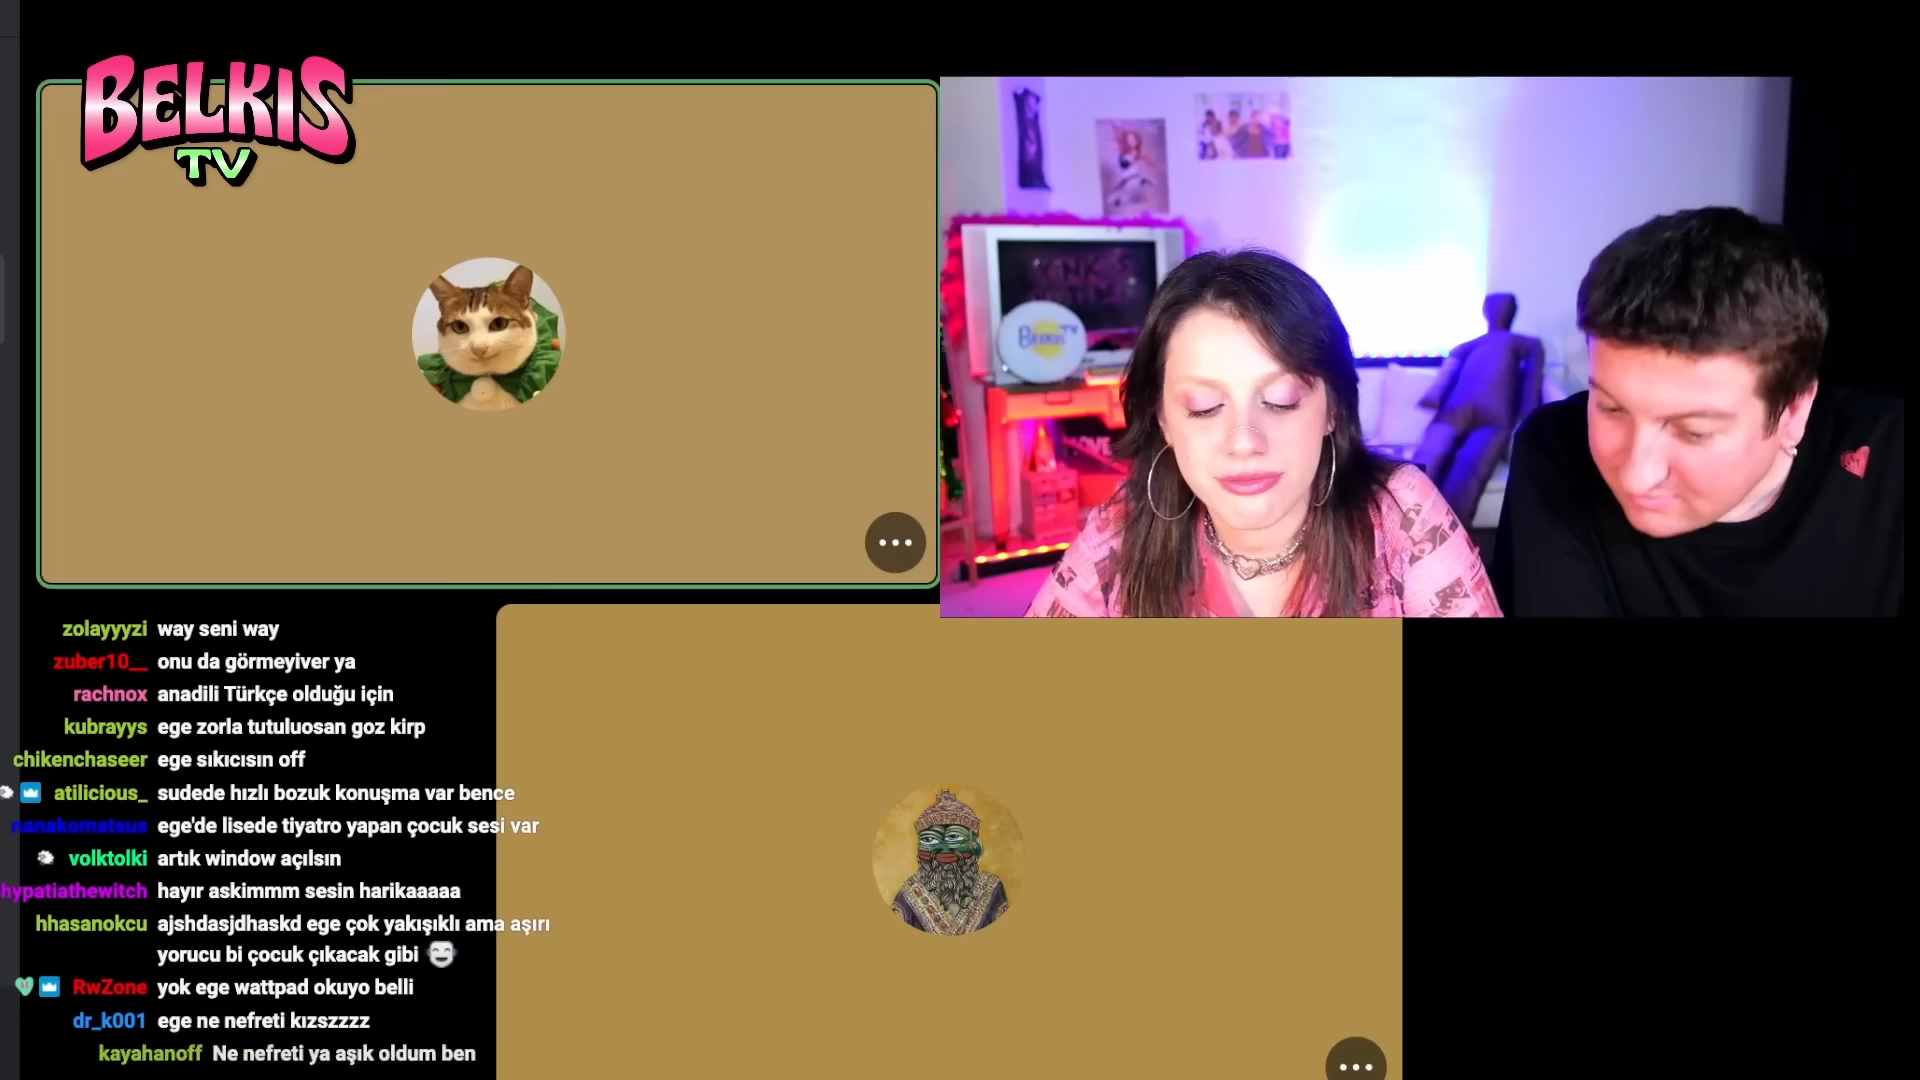 BELKIS
TV
BELKIS TV
zolayyyzi way seni way
zuber10__ onu da görmeyiver ya
rachnox anadili Türkçe olduğu için
kubrayys ege zorla tutuluosan goz kirp
chikenchaseer ege sıkıcısın off
atilicious_ sudede hızlı bozuk konuşma var bence
nanakomatsus ege'de lisede tiyatro yapan çocuk sesi var
volktolki artık window açılsın
hypatiathewitch hayır askimmm sesin harikaaaaa
hhasanokcu ajshdasjdhaskd ege çok yakışıklı ama aşırı
yorucu bi çocuk çıkacak gibi
RwZone yok ege wattpad okuyo belli
dr_k001 ege ne nefreti kızszzzz
kayahanoff Ne nefreti ya aşık oldum ben